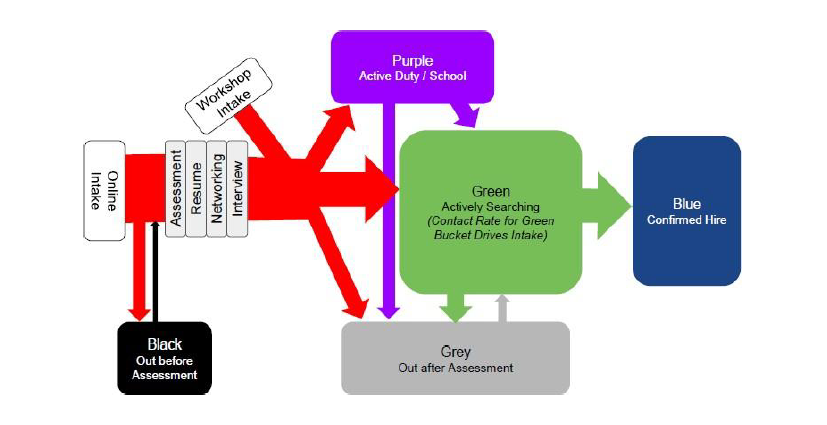 Purple
Active Duty / School
Workshop
Intake
Online
Intake
Assessment
Resume
Networking
Interview
Green
Actively Searching
(Contact Rate for Green
Bucket Drives Intake)
Blue
Confirmed Hire
Black
Out before
Assessment
Grey
Out after Assessment